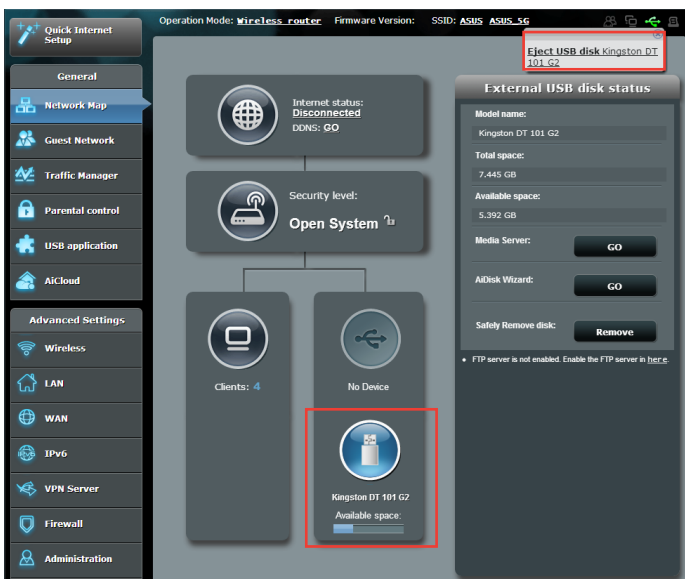 Quick Internet
Setup
Operation Mode: Wireless router Firmware Version: SSID: ASUS ASUS_5G
Eject USB disk Kingston DT
101 G2
General
Network Map
Guest Network
Traffic Manager
Parental control
USB application
AiCloud
Advanced Settings
Wireless
LAN
WAN
IPv6
VPN Server
Firewall
Administration
Internet status:
Disconnected
DDNS: GO
Security level:
Open System
Clients: 4
No Device
Kingston DT 101 G2
Available space:
External USB disk status
Model name:
Kingston DT 101 G2
Total space:
7.445 GB
Available space:
5.392 GB
Media Server: GO
AiDisk Wizard: GO
Safely Remove disk: Remove
• FTP server is not enabled. Enable the FTP server in here.